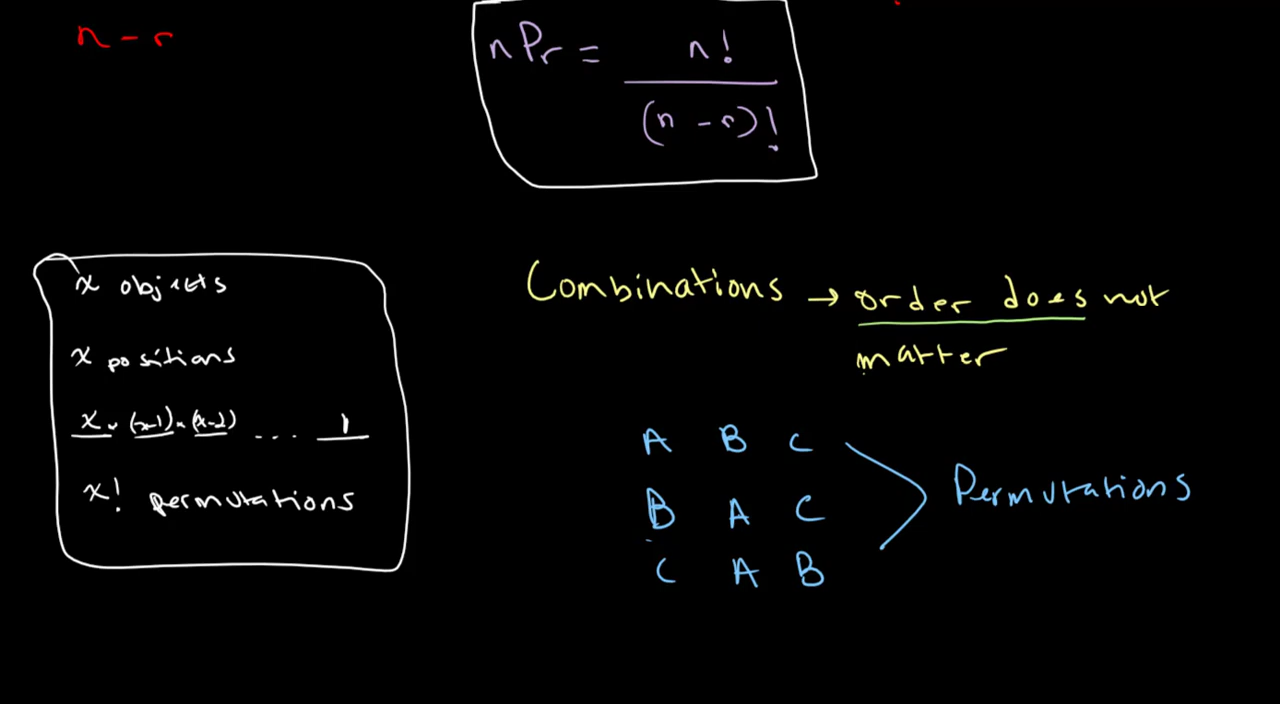 n - r
nPr = n! / (n - r)!
x objects
x positions
x × (x-1) × (x-2) .... 1
x! permutations
Combinations → order does not
matter
A B C
B A C
C A B
Permutations